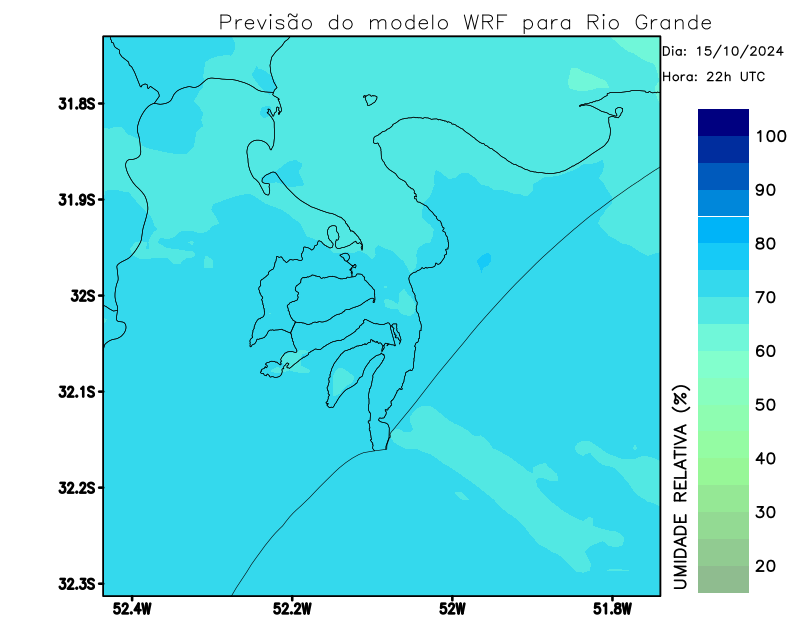 Previsão do modelo WRF para Rio Grande
Dia: 15/10/2024
Hora: 22h UTC
31.8S
31.9S
32S
32.1S
32.2S
32.3S
52.4W
52.2W
52W
51.8W
100
90
80
70
60
50
40
30
20
UMIDADE RELATIVA (%)